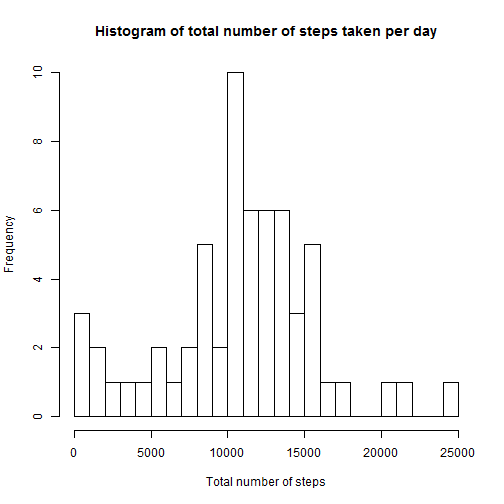 Histogram of total number of steps taken per day
Frequency
10
8
6
4
2
0
0 5000 10000 15000 20000 25000
Total number of steps